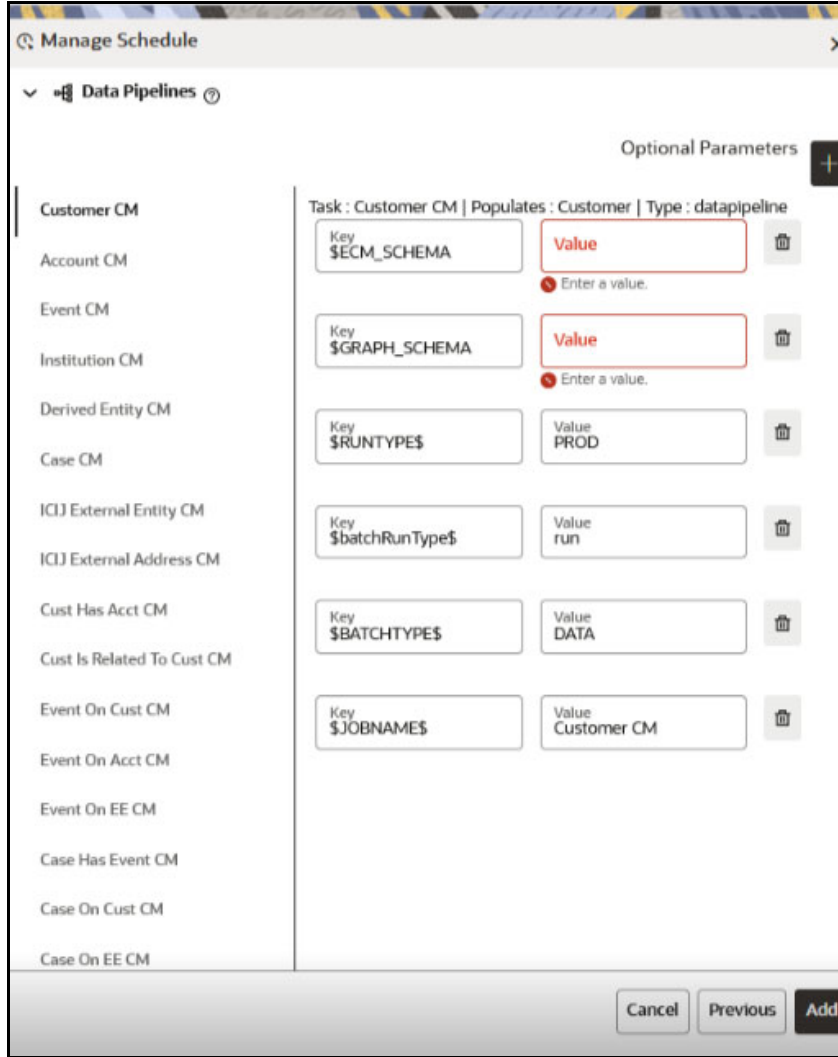 Manage Schedule
Data Pipelines
Optional Parameters
Customer CM
Account CM
Event CM
Institution CM
Derived Entity CM
Case CM
ICIJ External Entity CM
ICIJ External Address CM
Cust Has Acct CM
Cust Is Related To Cust CM
Event On Cust CM
Event On Acct CM
Event On EE CM
Case Has Event CM
Case On Cust CM
Case On EE CM
Task : Customer CM | Populates : Customer | Type : datapipeline
Key
$ECM_SCHEMA
Value
Enter a value.
Key
$GRAPH_SCHEMA
Value
Enter a value.
Key
$RUNTYPE$
Value
PROD
Key
$batchRunType$
Value
run
Key
$BATCHTYPE$
Value
DATA
Key
$JOBNAME$
Value
Customer CM
Cancel
Previous
Add